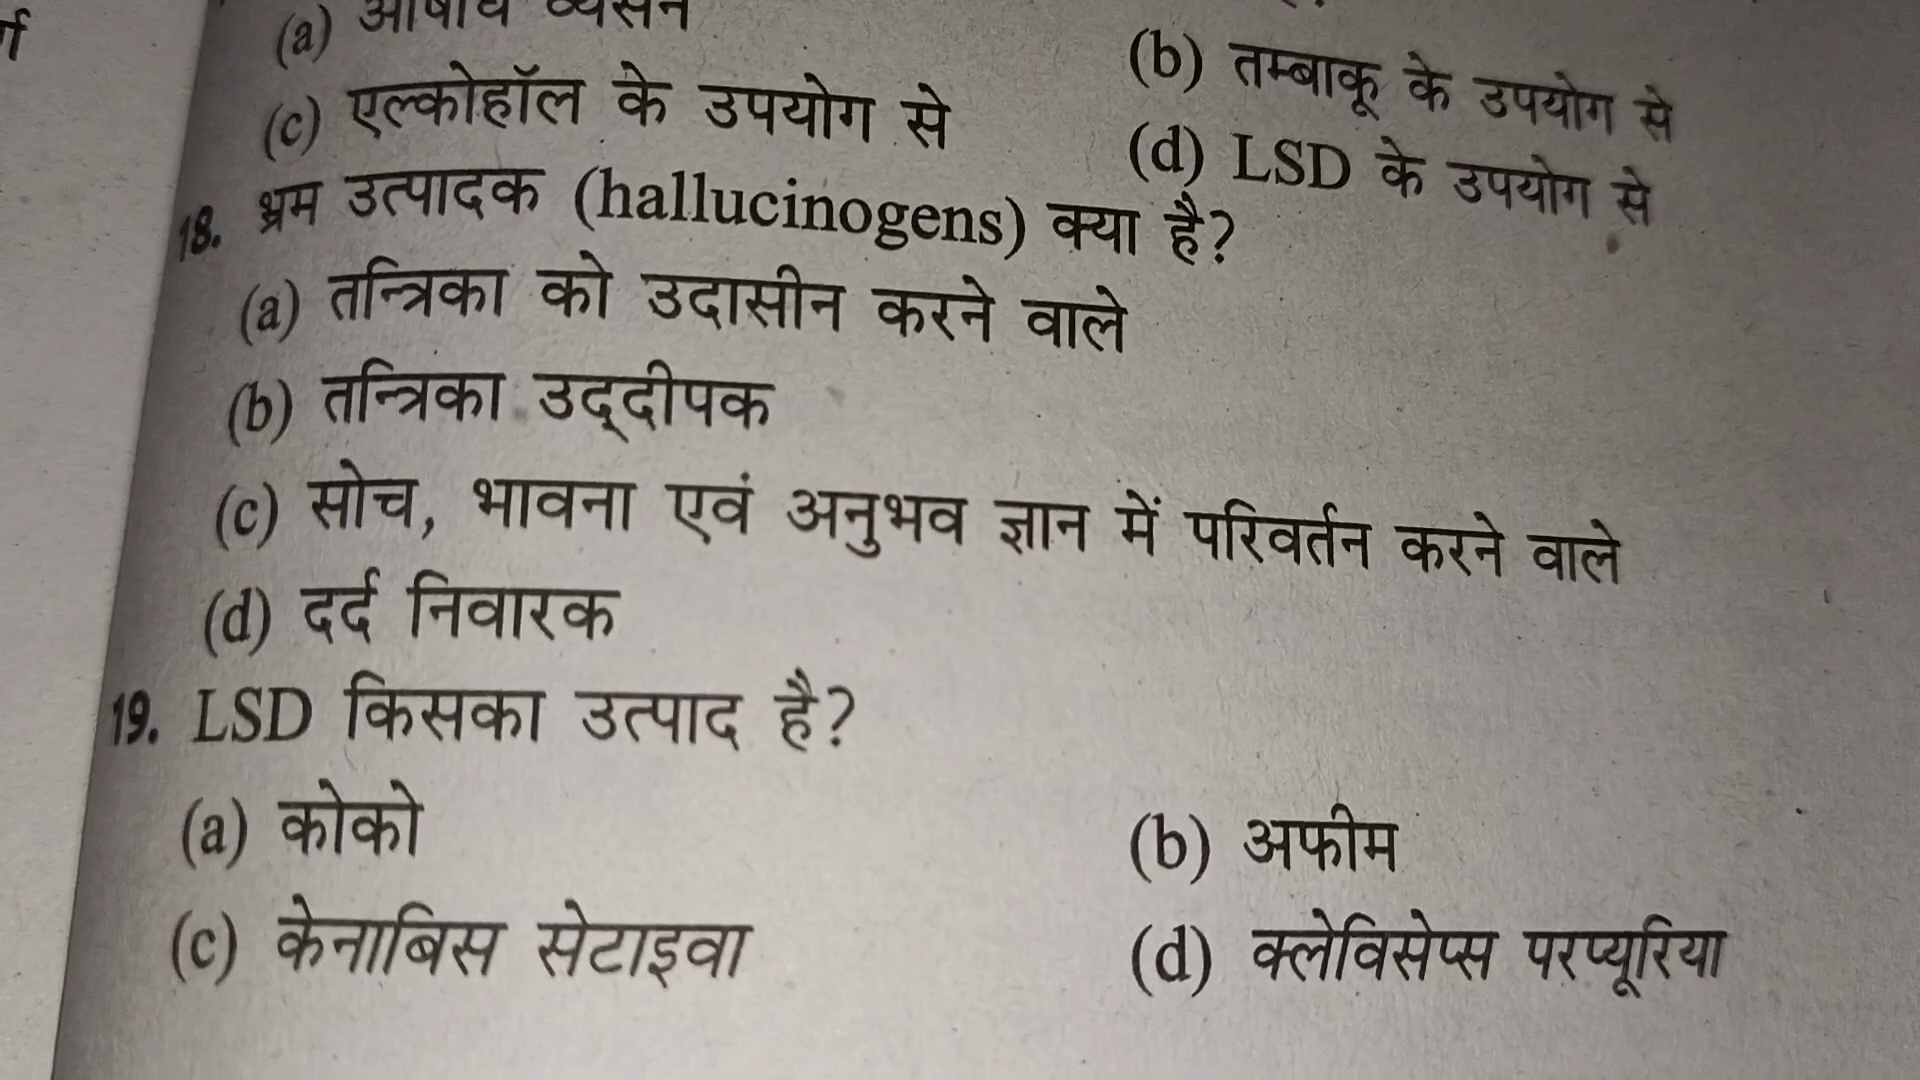 (a) व्यसन
(b) तम्बाकू के उपयोग से
(c) एल्कोहॉल के उपयोग से
(d) LSD के उपयोग से
18. भ्रम उत्पादक (hallucinogens) क्या है?
(a) तन्त्रिका को उदासीन करने वाले
(b) तन्त्रिका उद्दीपक
(c) सोच, भावना एवं अनुभव ज्ञान में परिवर्तन करने वाले
(d) दर्द निवारक
19. LSD किसका उत्पाद है?
(a) कोको
(b) अफीम
(c) केनाबिस सेटाइवा
(d) क्लेविसेप्स परप्यूरिया